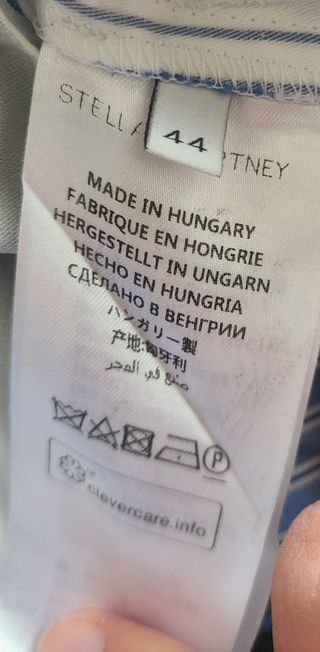 STELLA
44
RTNEY
MADE IN HUNGARY
FABRIQUE EN HONGRIE
HERGESTELLT IN UNGARN
HECHO EN HUNGRIA
СДЕЛАНО В ВЕНГРИИ
ハンガリー製
产地:匈牙利
صنع في المجر
P
clevercare.info